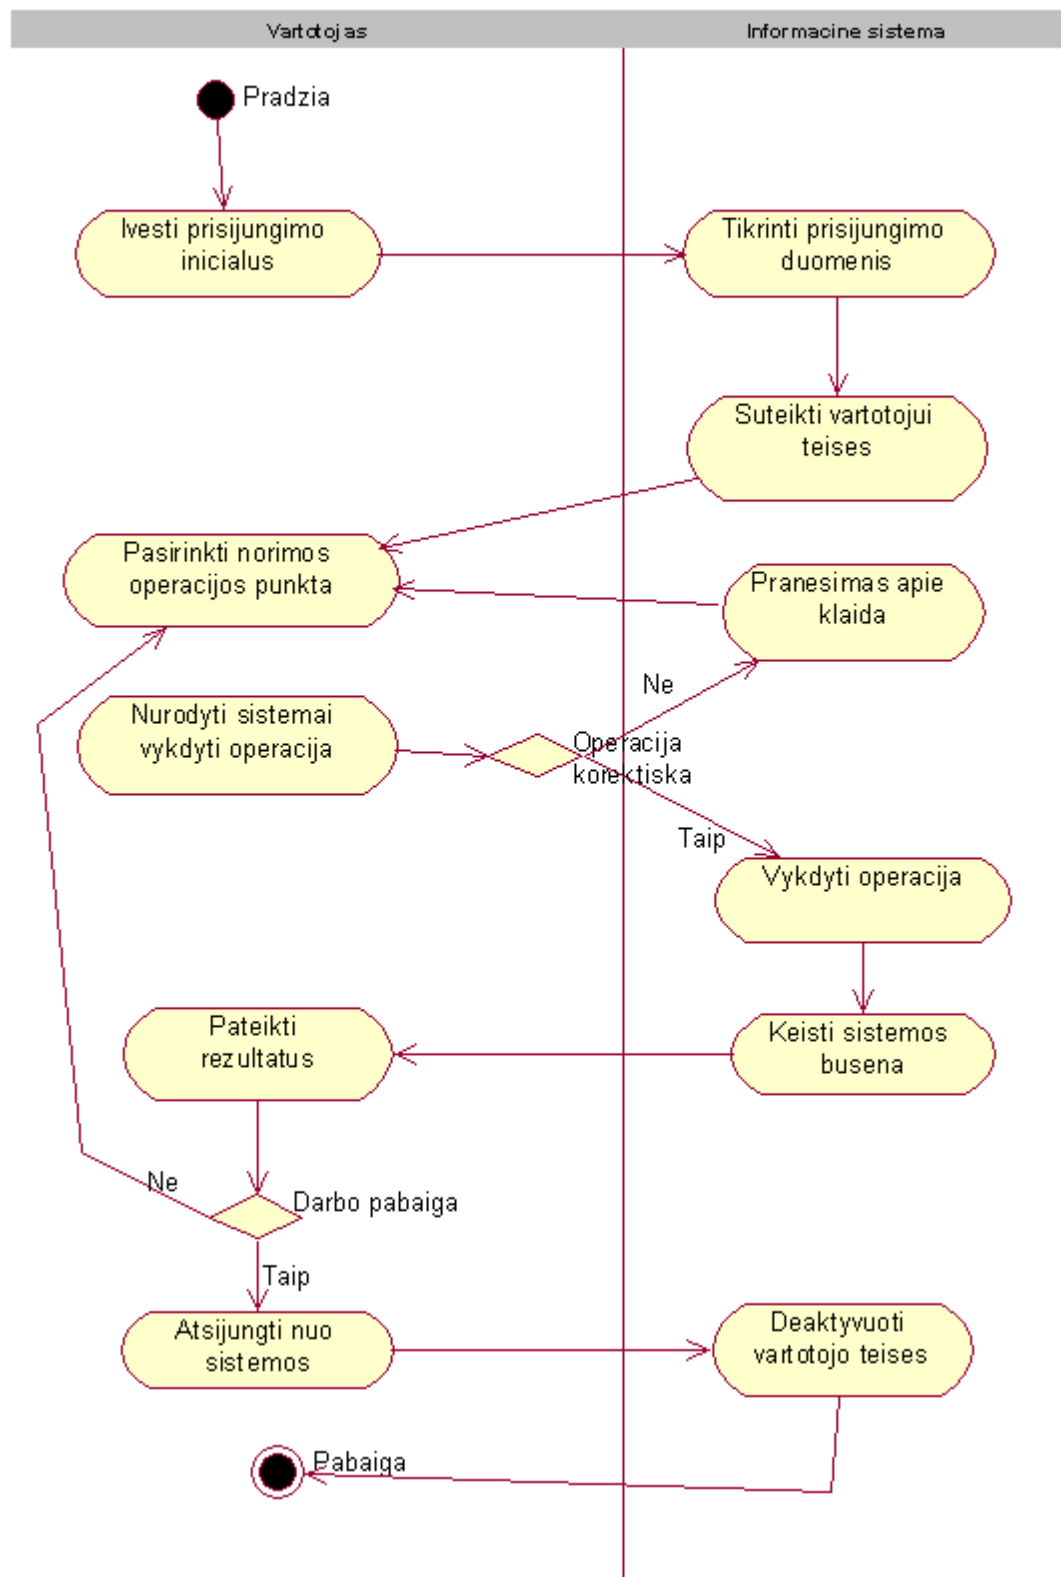 Vartotojas
Informacine sistema
Pradzia
Ivesti prisijungimo
inicialus
Tikrinti prisijungimo
duomenis
Suteikti vartotojui
teises
Pasirinkti norimos
operacijos punkta
Pranesimas apie
klaida
Ne
Nurodyti sistemai
vykdyti operacija
Operacija
korektiska
Taip
Vykdyti operacija
Pateikti
rezultatus
Keisti sistemos
busena
Ne
Darbo pabaiga
Taip
Atsijungti nuo
sistemos
Deaktyvuoti
vartotojo teises
Pabaiga